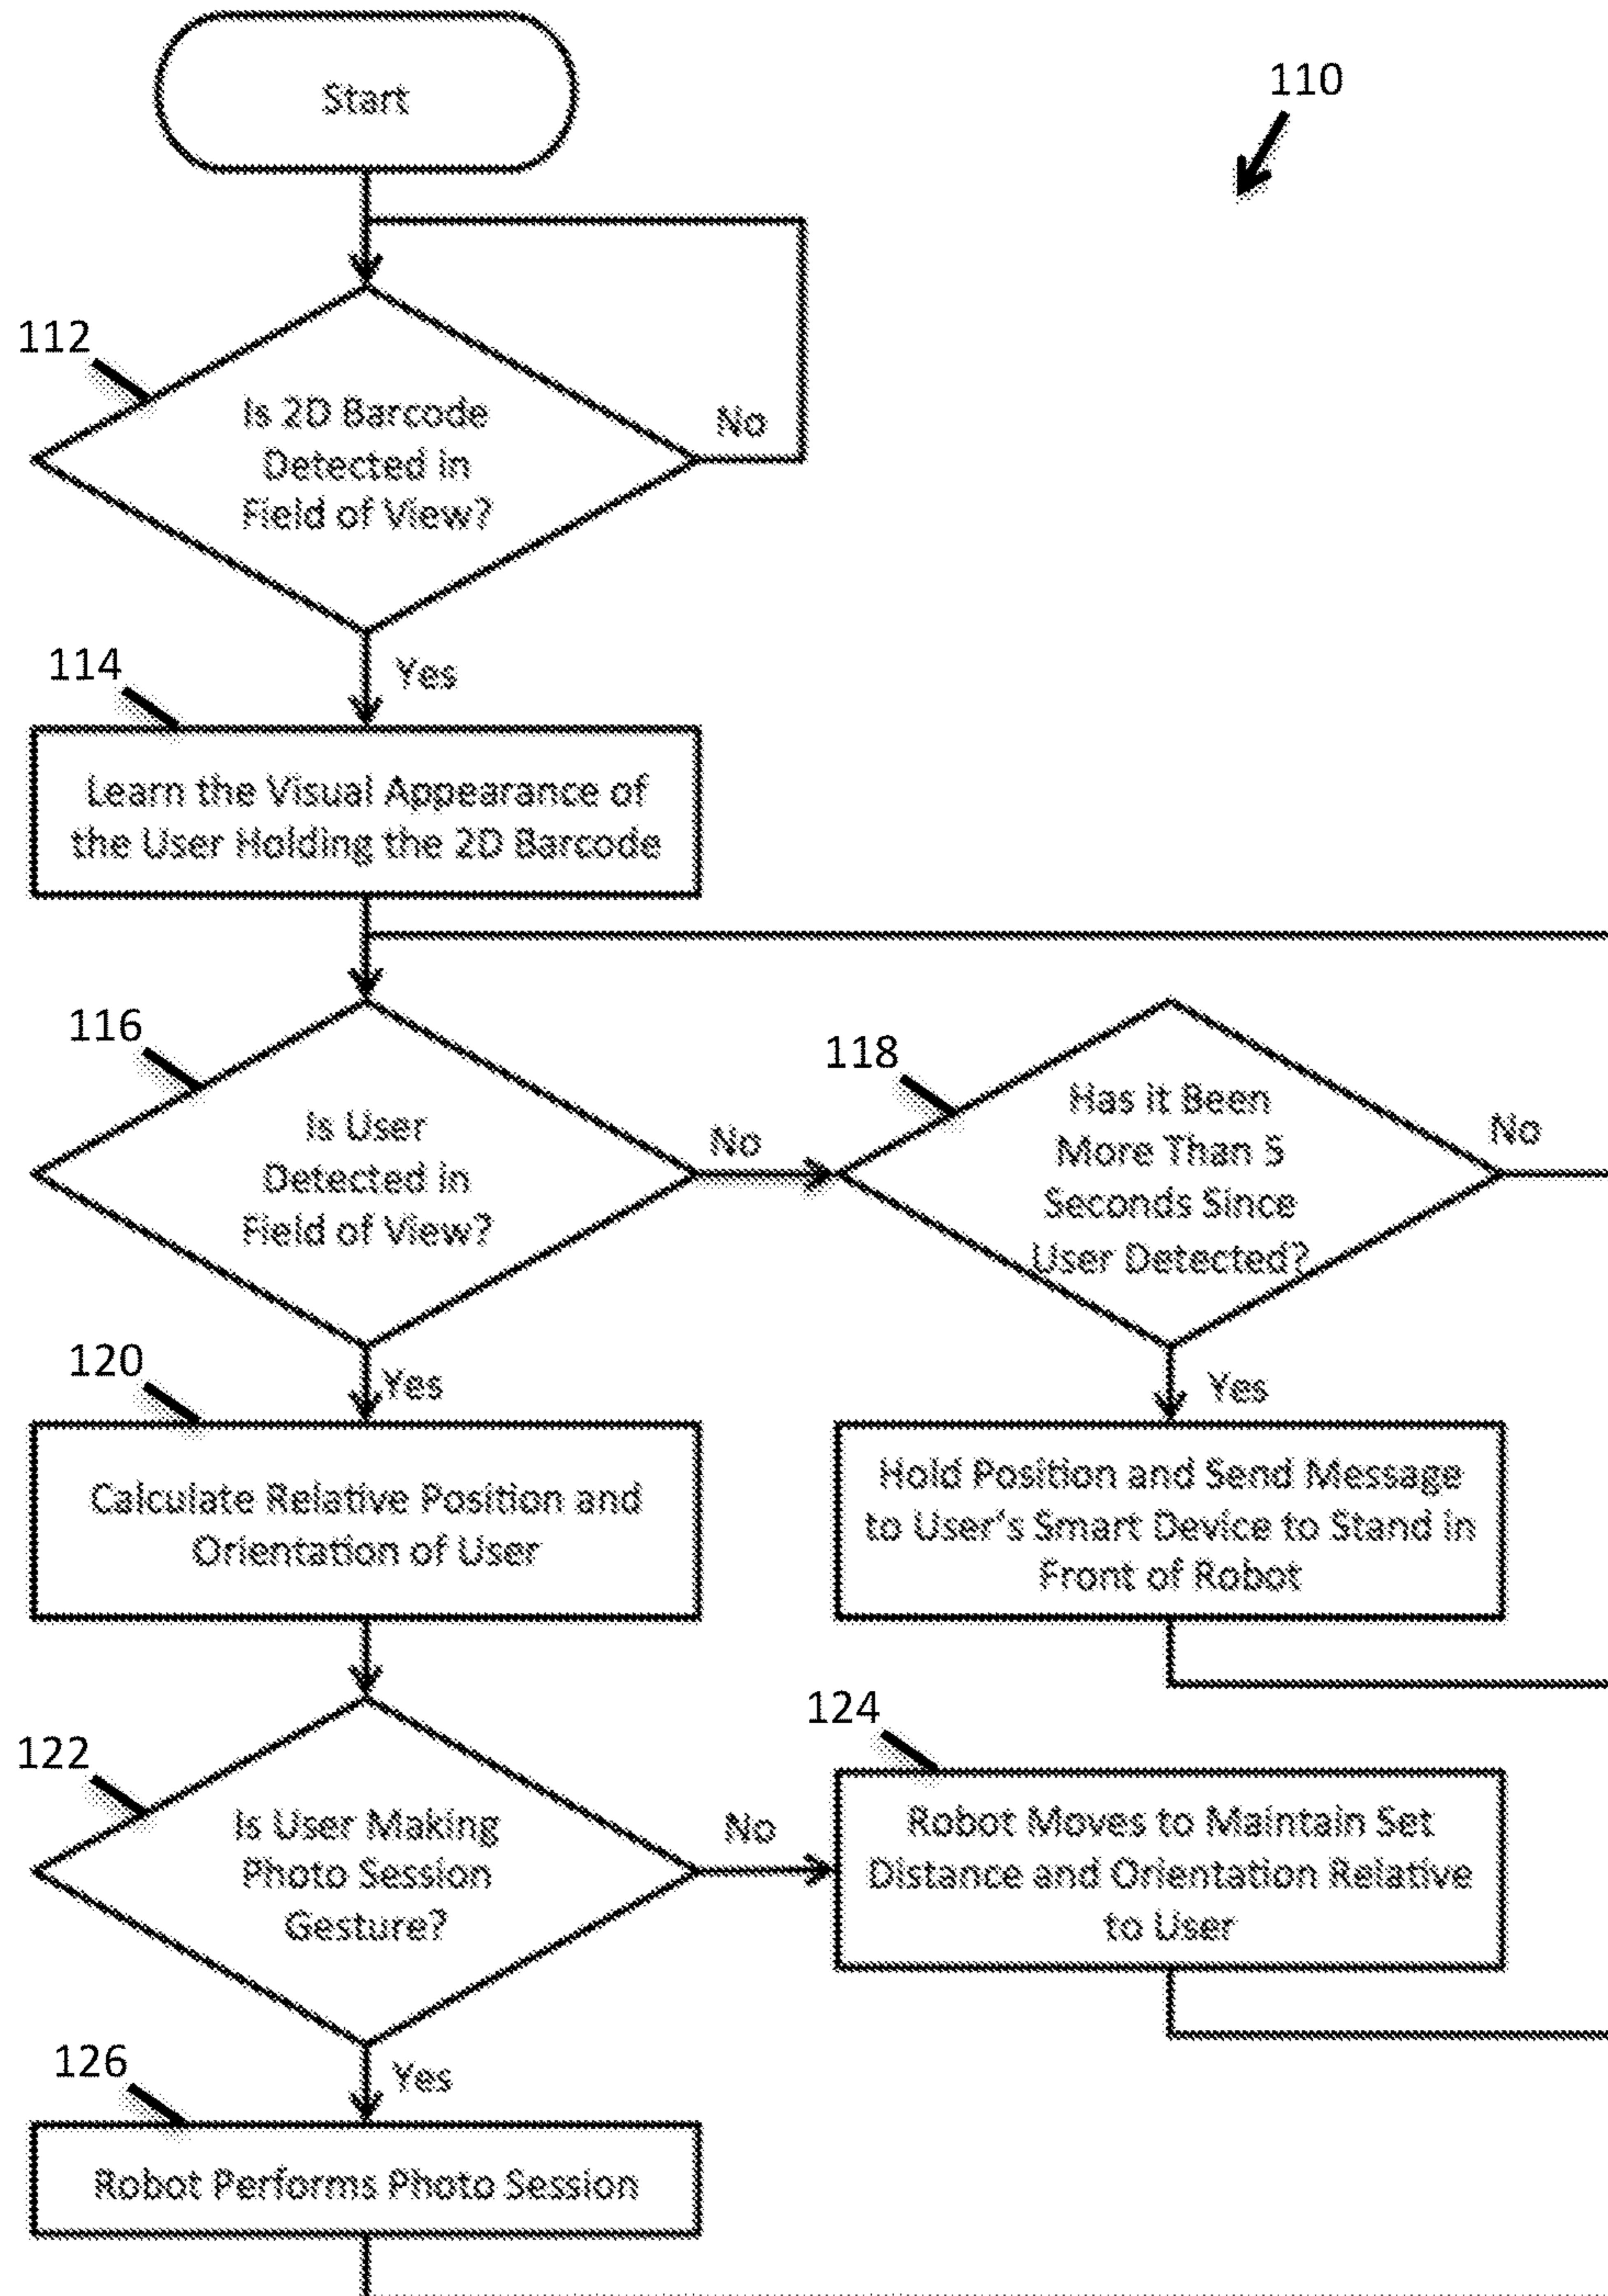 Start
110
112
Is 2D Barcode
Detected in
Field of View?
No
Yes
114
Learn the Visual Appearance of
the User Holding the 2D Barcode
116
Is User
Detected in
Field of View?
No
118
Has it Been
More Than 5
Seconds Since
User Detected?
No
Yes
Yes
120
Calculate Relative Position and
Orientation of User
Hold Position and Send Message
to User's Smart Device to Stand in
Front of Robot
122
Is User Making
Photo Session
Gesture?
No
124
Robot Moves to Maintain Set
Distance and Orientation Relative
to User
Yes
126
Robot Performs Photo Session